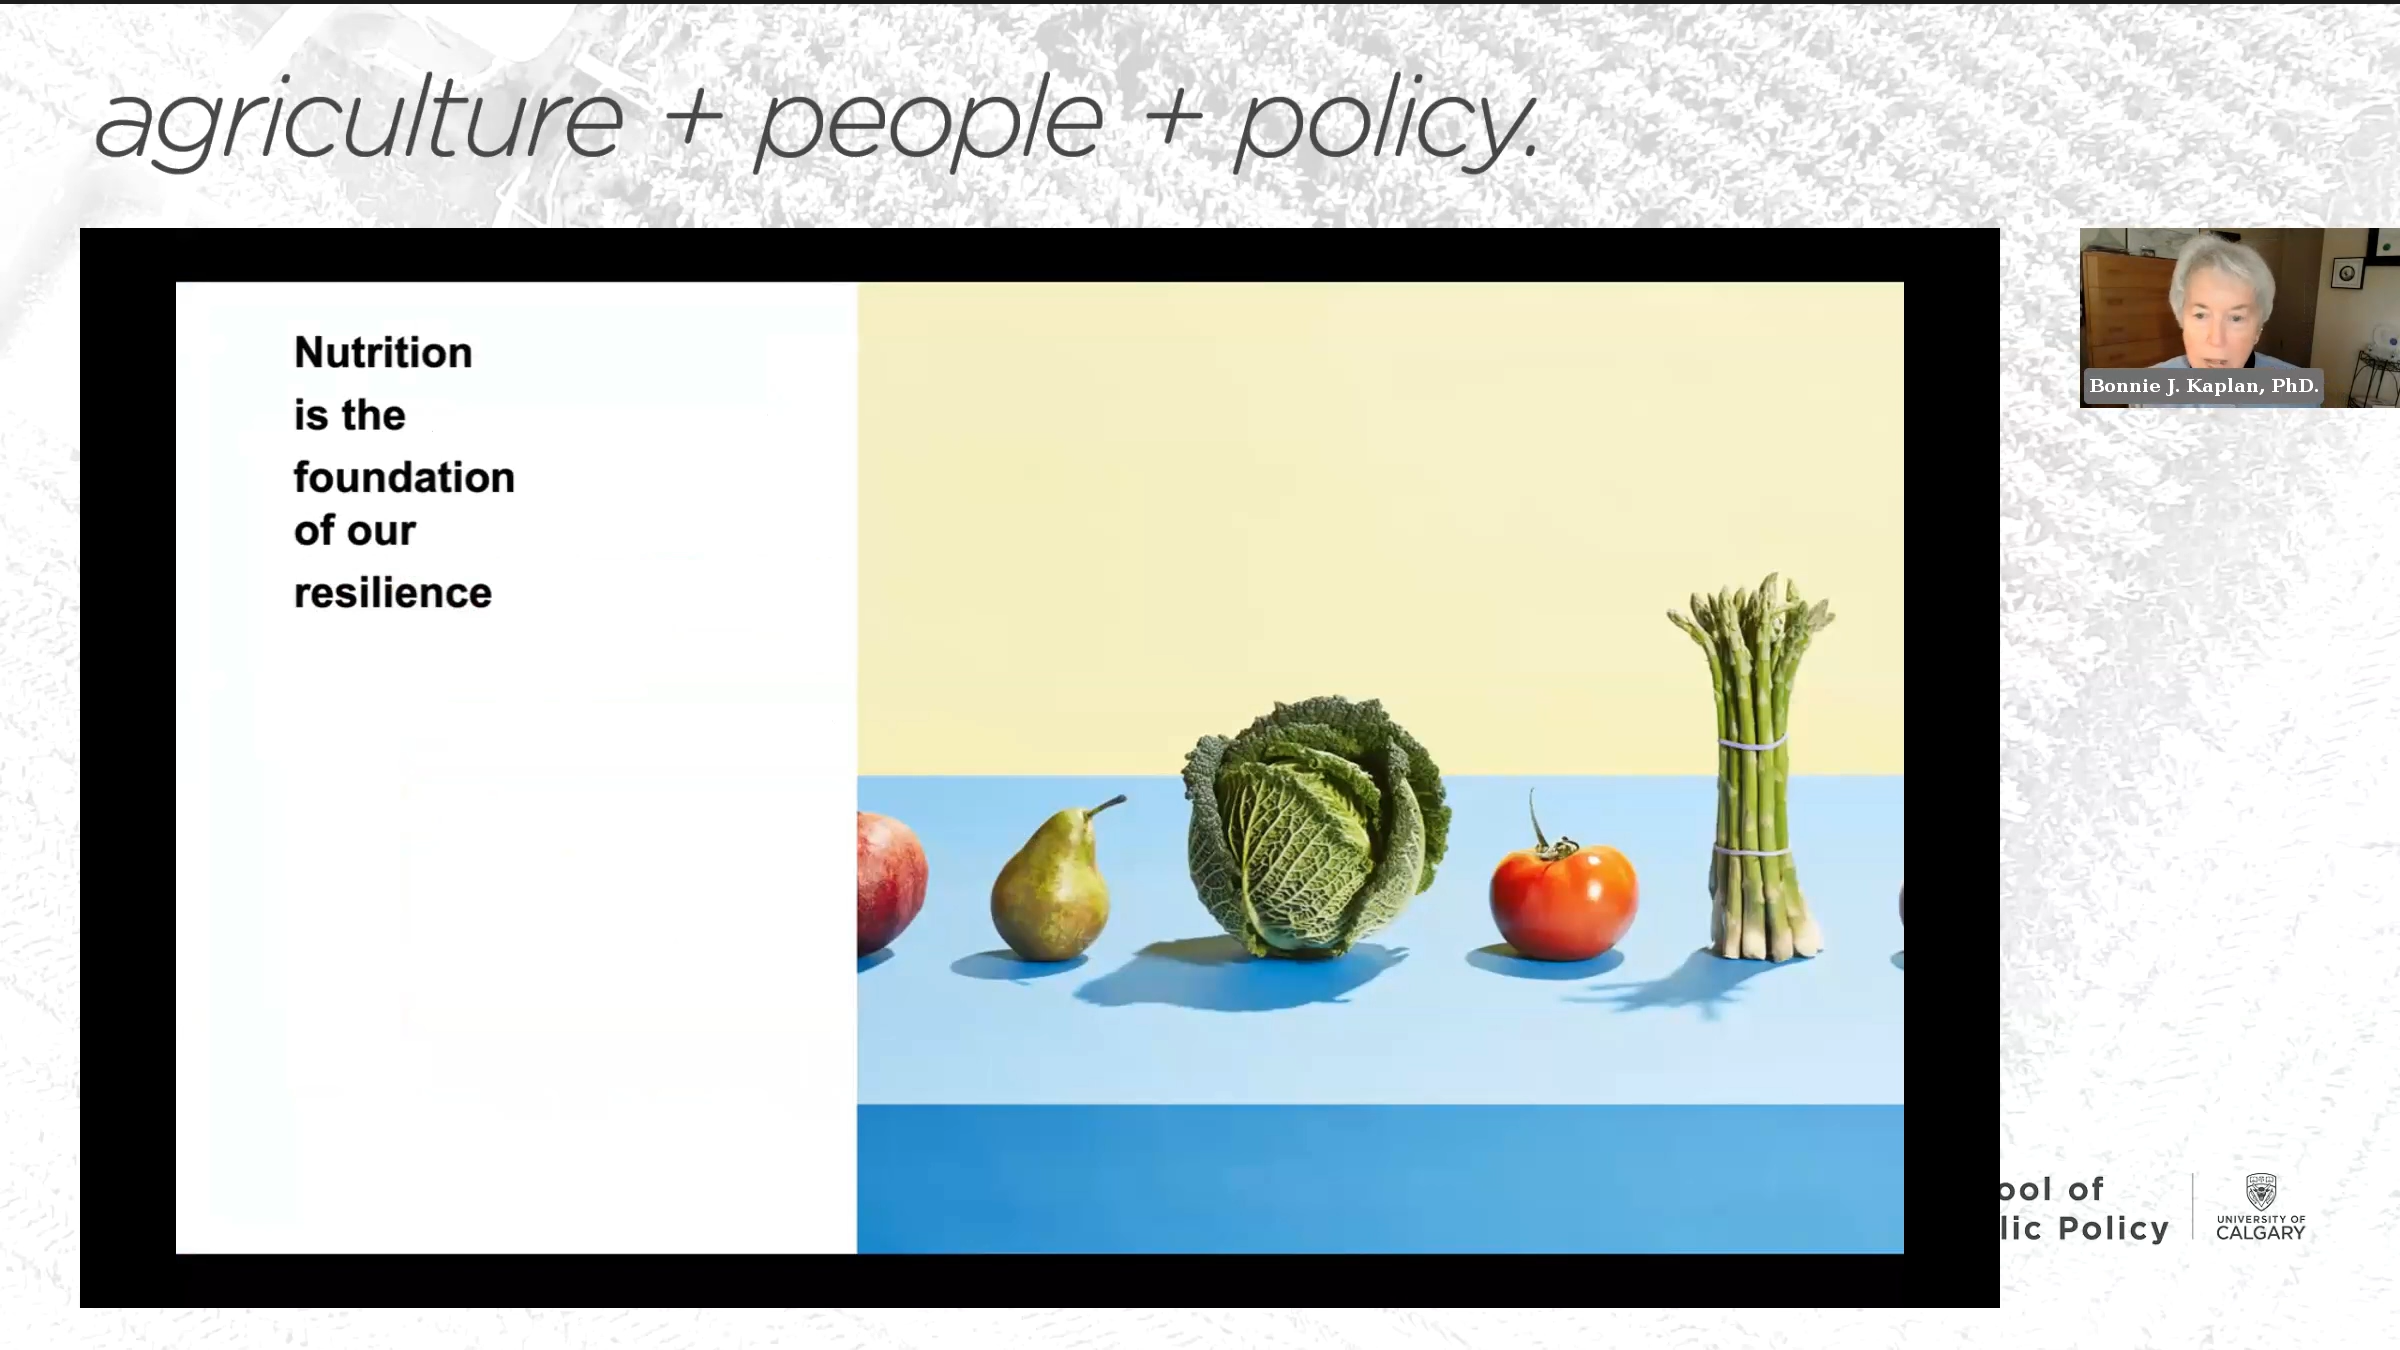 agriculture + people + policy.
Nutrition
is the
foundation
of our
resilience
Bonnie J. Kaplan, PhD.
ool of
lic Policy
UNIVERSITY OF
CALGARY